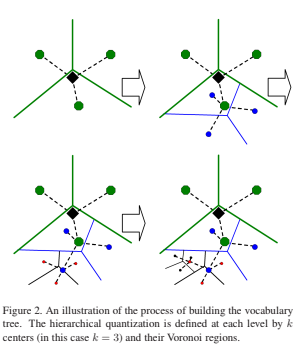 Figure 2. An illustration of the process of building the vocabulary
tree. The hierarchical quantization is defined at each level by k
centers (in this case k = 3) and their Voronoi regions.